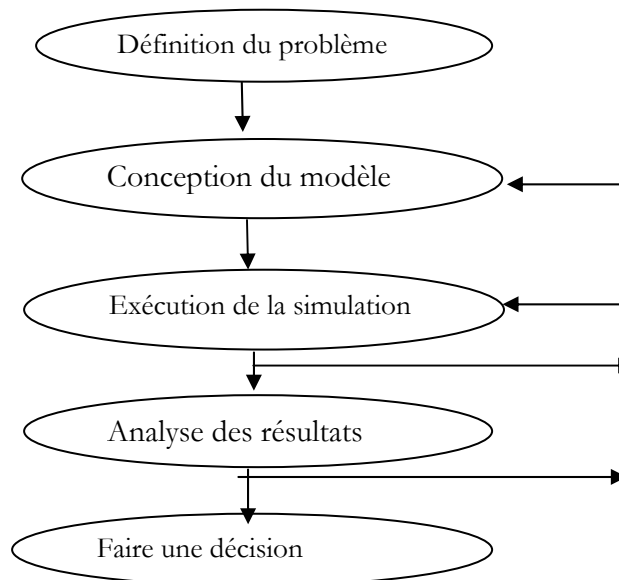 Définition du problème
Conception du modèle
Exécution de la simulation
Analyse des résultats
Faire une décision